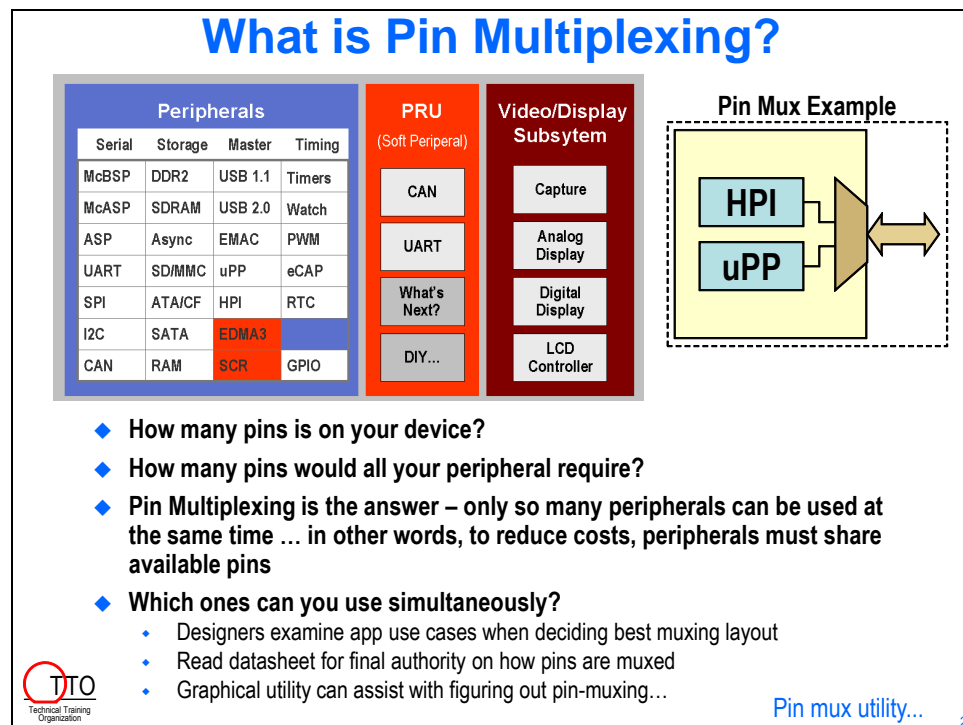 What is Pin Multiplexing?
Peripherals
Serial Storage Master Timing
McBSP DDR2 USB 1.1 Timers
McASP SDRAM USB 2.0 Watch
ASP Async EMAC PWM
UART SD/MMC uPP eCAP
SPI ATA/CF HPI RTC
I2C SATA EDMA3
CAN RAM SCR GPIO
PRU
(Soft Periperal)
CAN
UART
What's
Next?
DIY...
Video/Display
Subsytem
Capture
Analog
Display
Digital
Display
LCD
Controller
Pin Mux Example
HPI
uPP
How many pins is on your device?
How many pins would all your peripheral require?
Pin Multiplexing is the answer – only so many peripherals can be used at
the same time … in other words, to reduce costs, peripherals must share
available pins
Which ones can you use simultaneously?
Designers examine app use cases when deciding best muxing layout
Read datasheet for final authority on how pins are muxed
Graphical utility can assist with figuring out pin-muxing…
TTO
Technical Training
Organization
Pin mux utility...